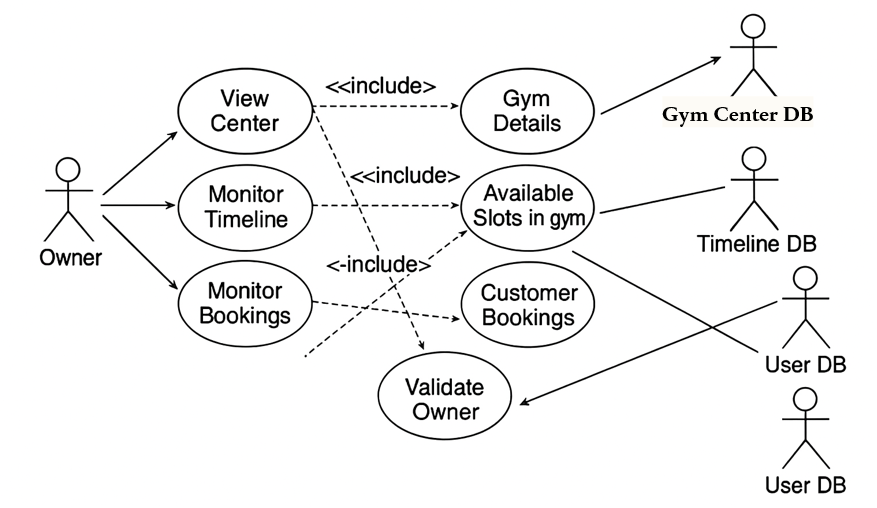 <<include>
View
Center
Gym
Details
Gym Center DB
<<include>
Monitor
Timeline
Available
Slots in gym
Timeline DB
Owner
<-include>
Monitor
Bookings
Customer
Bookings
User DB
Validate
Owner
User DB